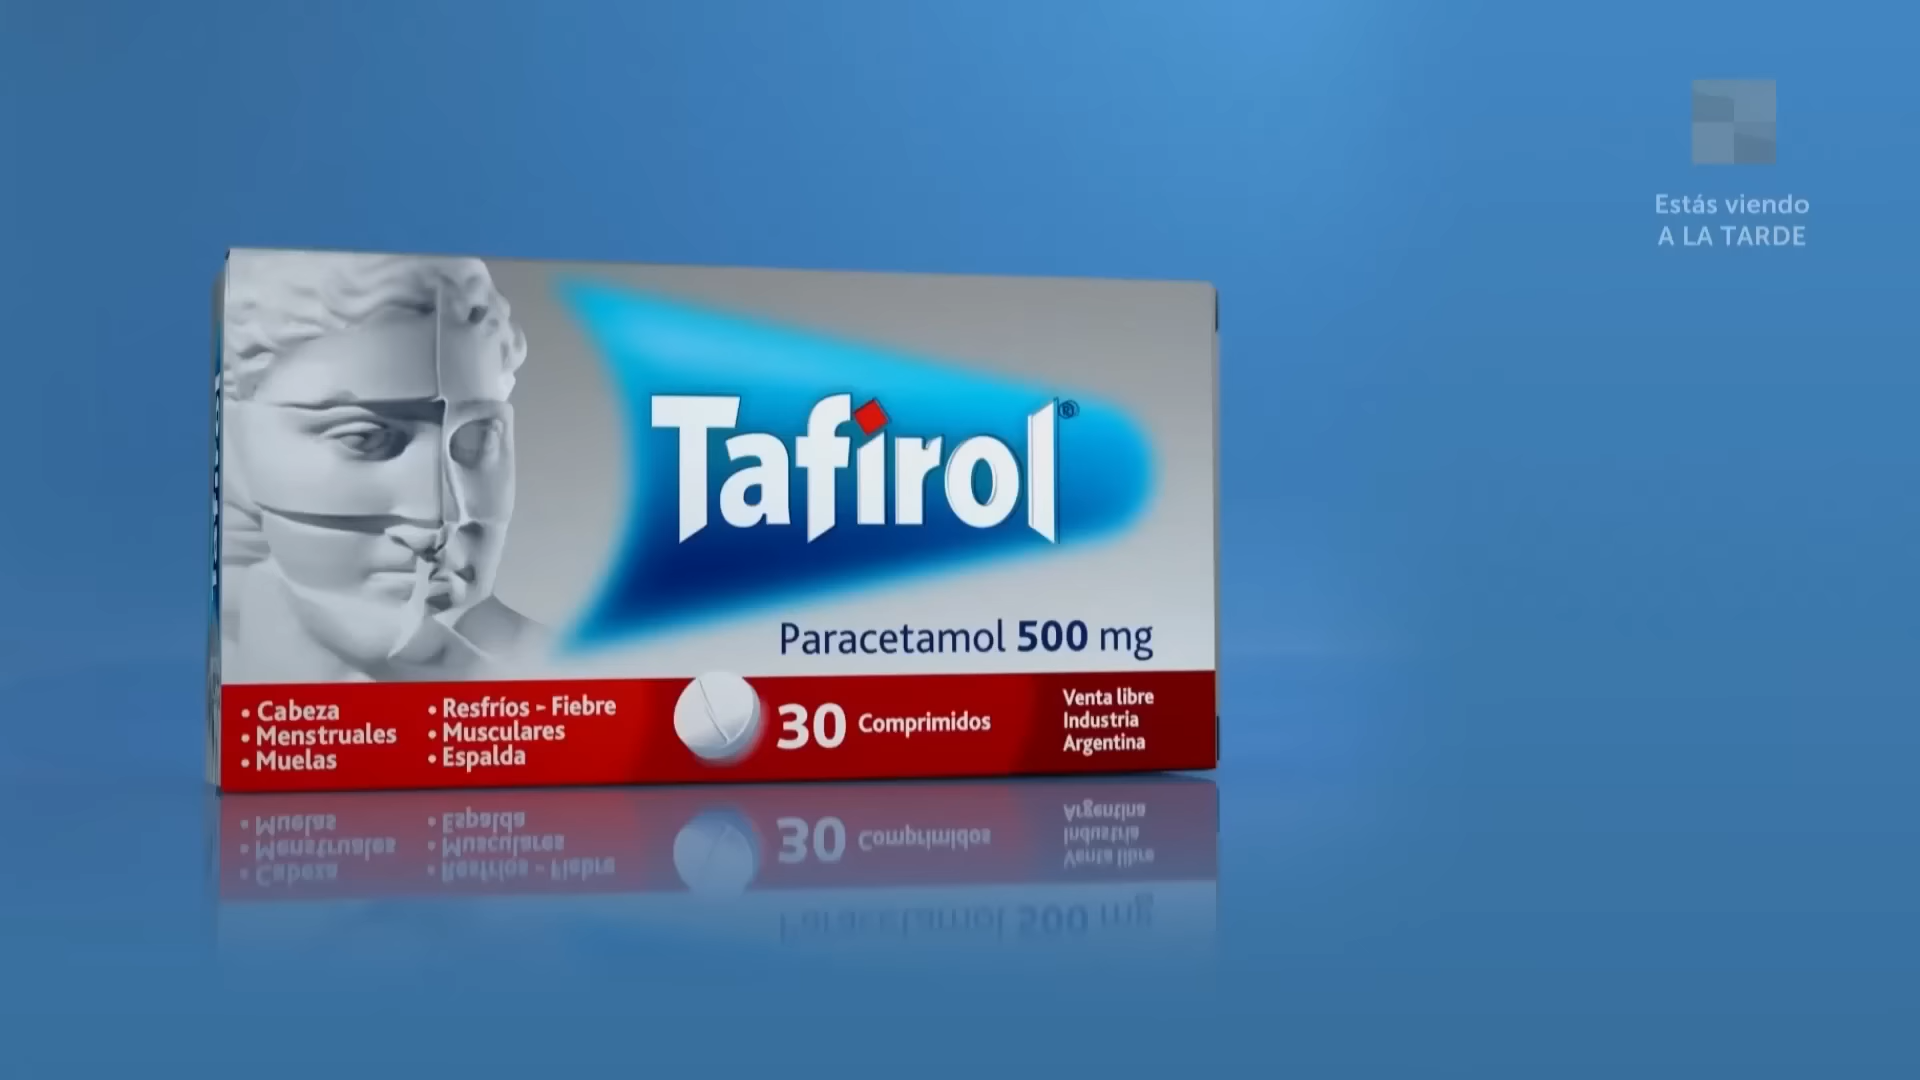 Estás viendo
A LA TARDE
Tafirol®
Paracetamol 500 mg
• Cabeza
• Menstruales
• Muelas
• Resfríos - Fiebre
• Musculares
• Espalda
30 Comprimidos
Venta libre
Industria
Argentina